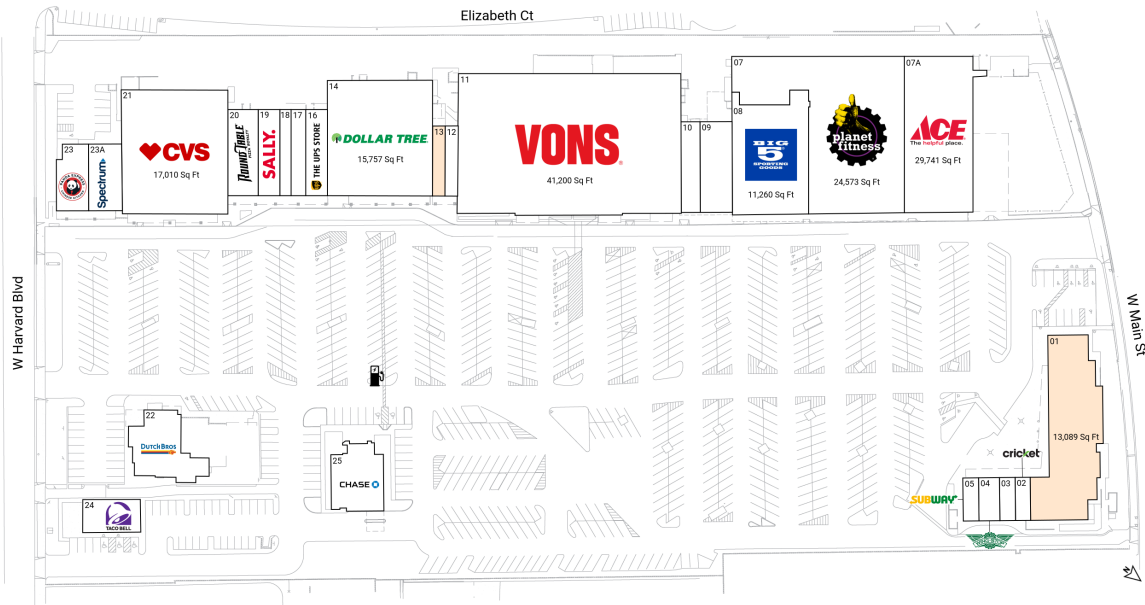 Elizabeth Ct
W Harvard Blvd
W Main St
23
PANDA EXPRESS
23A
Spectrum
21
CVS
17,010 Sq Ft
20
ROUND TABLE
19
SALLY.
18
17
16
THE UPS STORE
ups
14
DOLLAR TREE
15,757 Sq Ft
13
12
11
VONS
41,200 Sq Ft
10
09
07
08
BIG
5
SPORTING
GOODS
11,260 Sq Ft
planet
fitness
24,573 Sq Ft
07A
ACE
The helpful place.
29,741 Sq Ft
01
13,089 Sq Ft
cricket
22
DUTCH BROS
25
CHASE
24
TACO BELL
SUBWAY
05
04
03
02
N